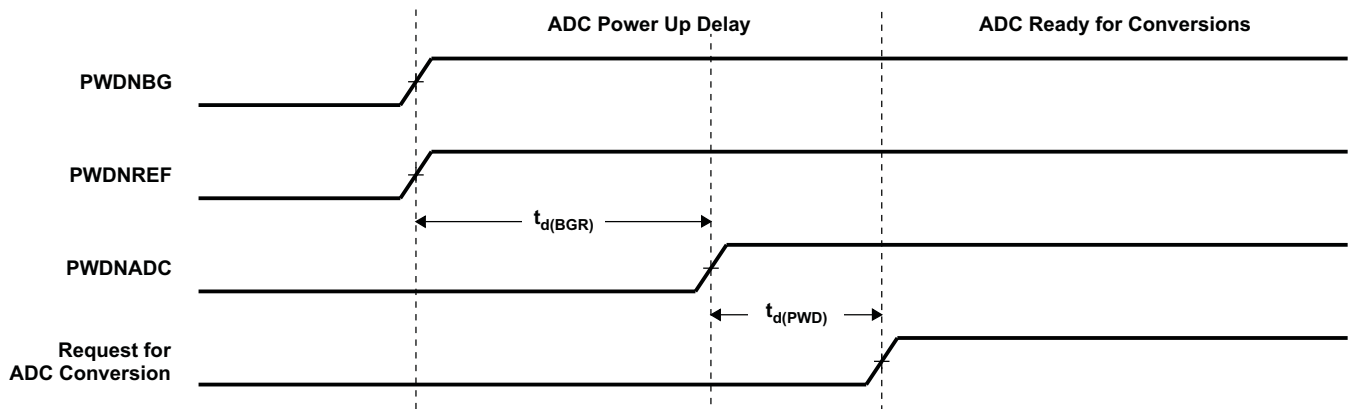 ADC Power Up Delay
ADC Ready for Conversions
PWDNBG
PWDNREF
td(BGR)
PWDNADC
td(PWD)
Request for
ADC Conversion